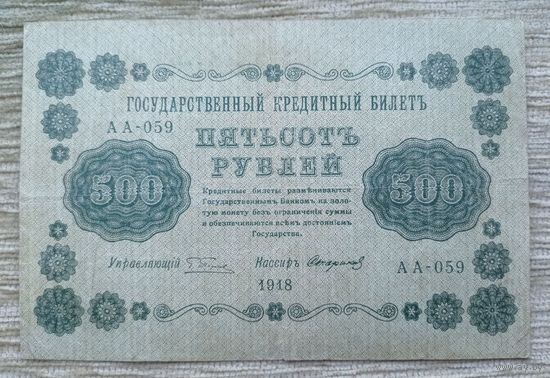 ГОСУДАРСТВЕННЫЙ КРЕДИТНЫЙ БИЛЕТЪ
АА-059
ПЯТЬСОТЪ
РУБЛЕЙ
500
500
Кредитные билеты размѣниваются
Государственнымъ Банкомъ на золо-
тую монету безъ ограниченія суммы
и обезпечиваются всѣмъ достояніемъ
Государства.
Управляющій
Кассиръ
АА-059
1918